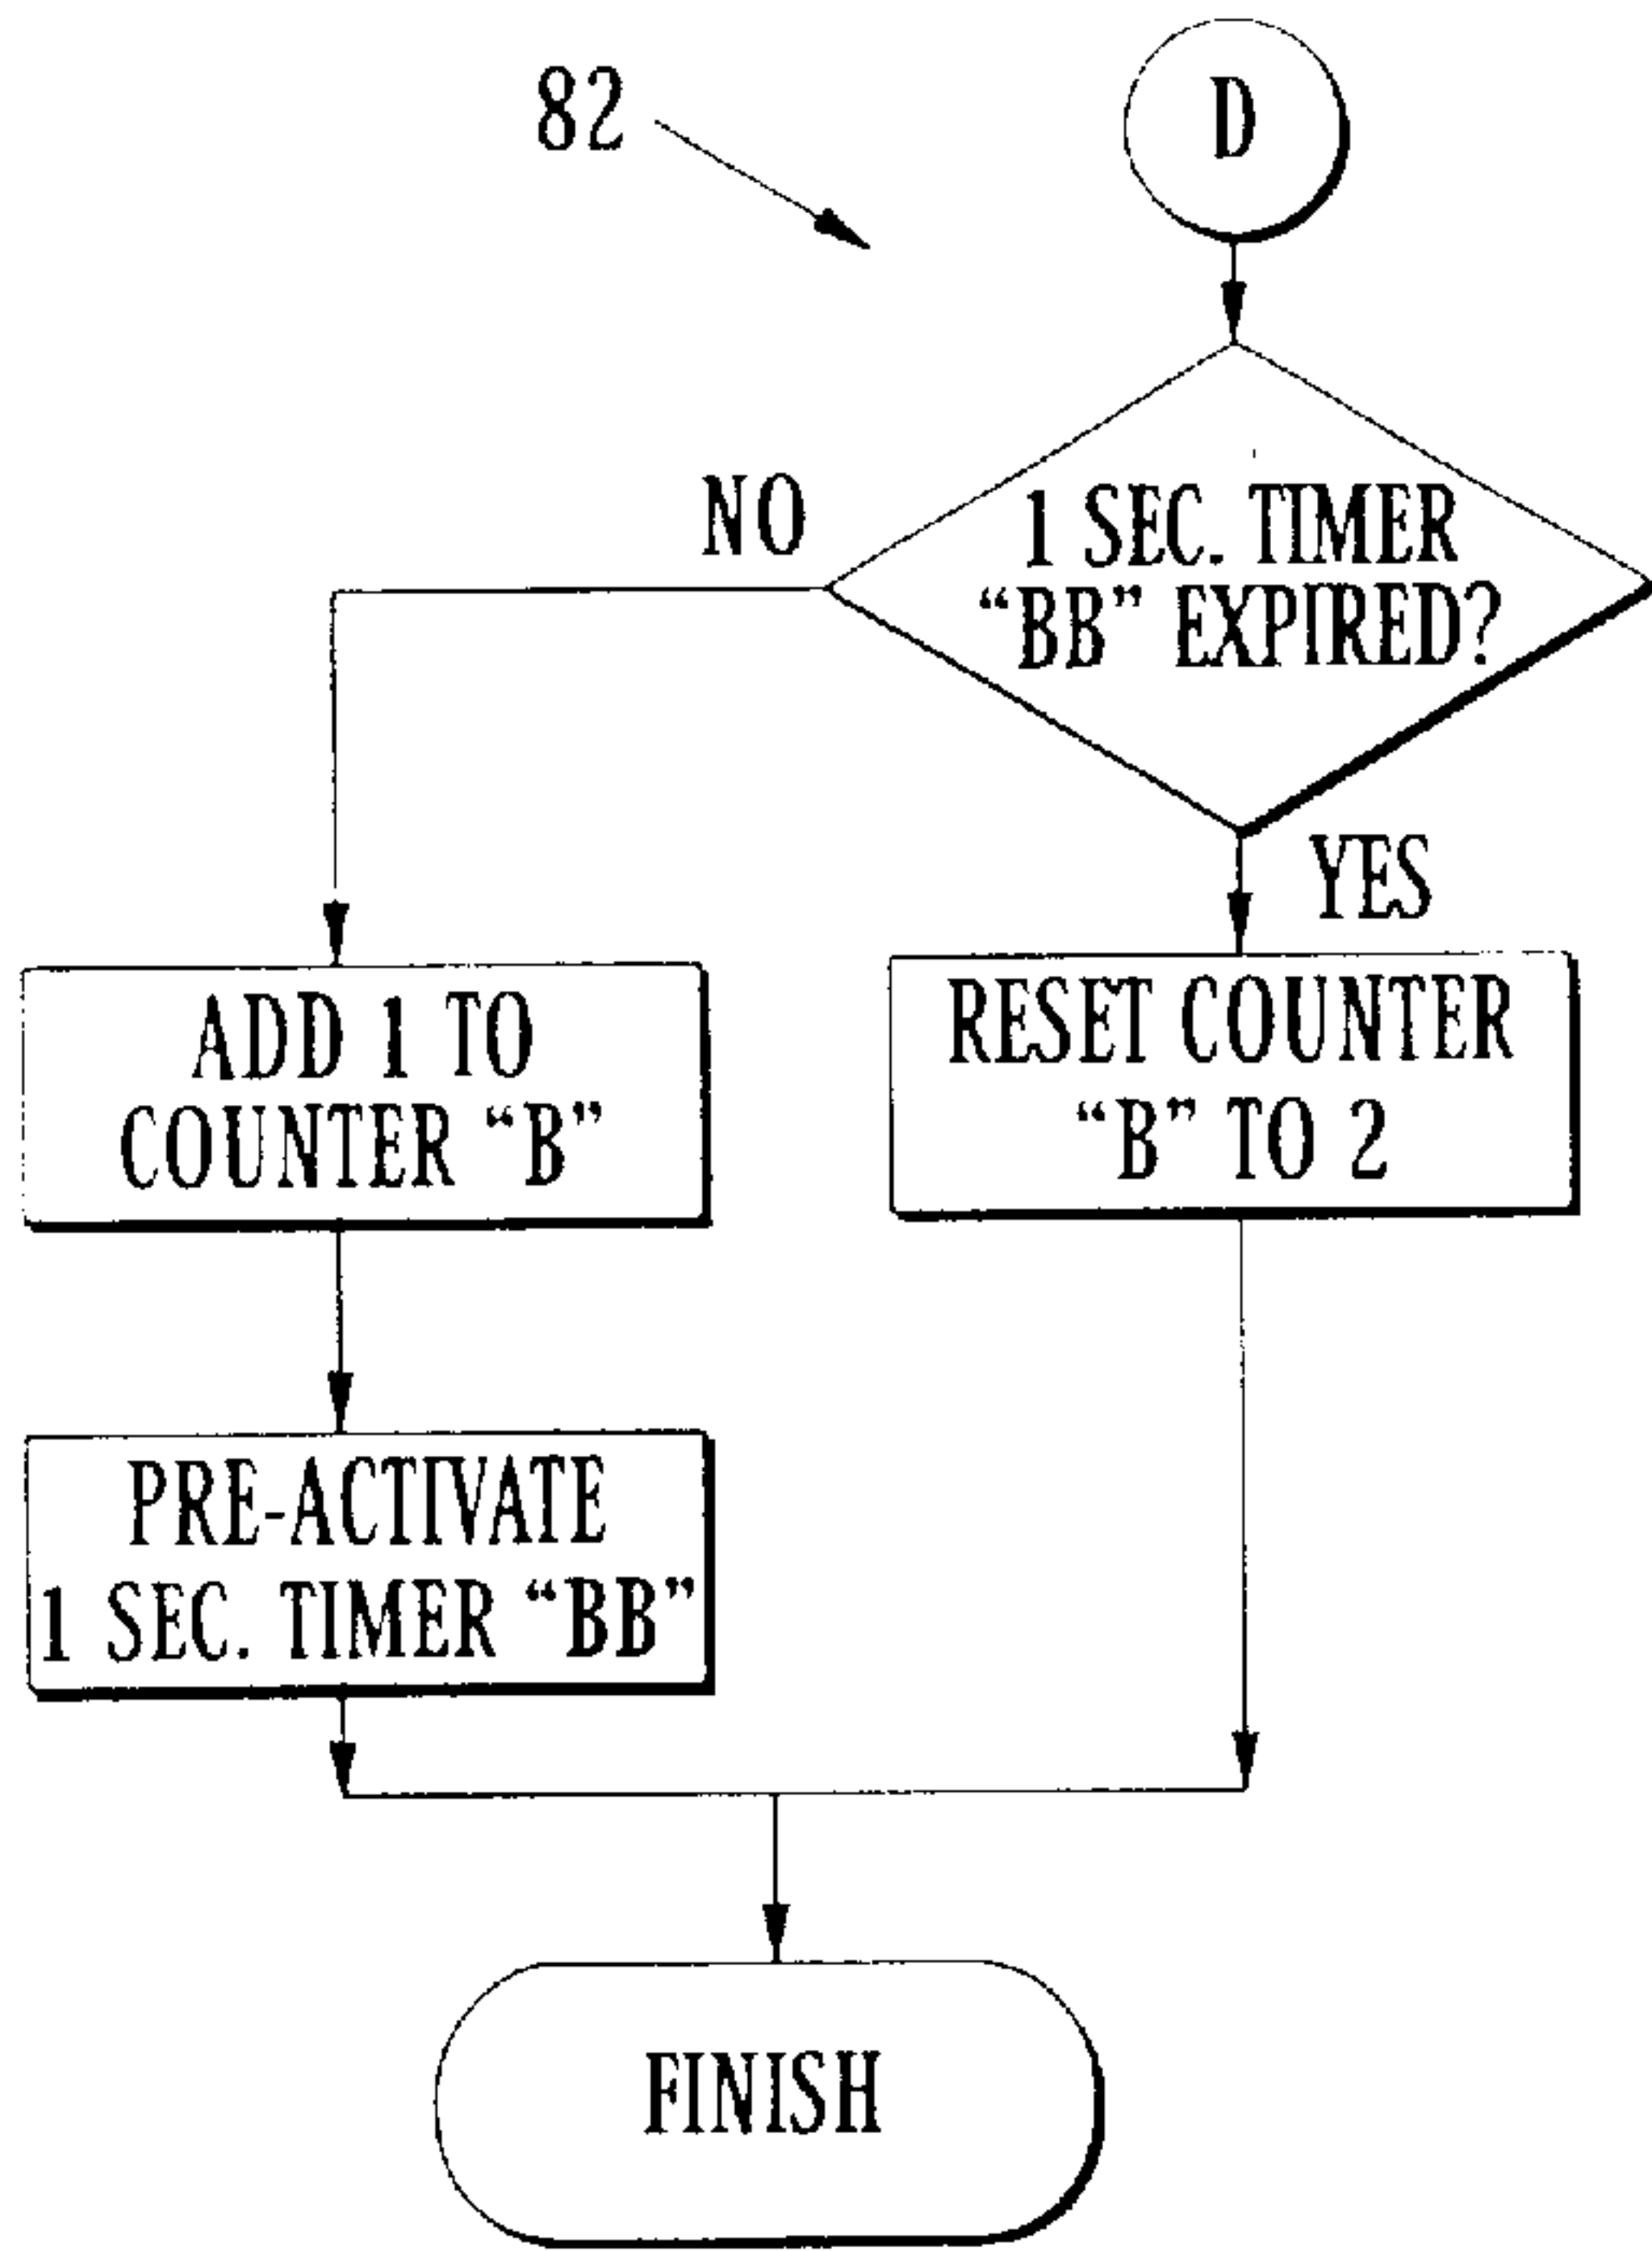 82
D
1 SEC. TIMER
“BB” EXPIRED?
NO
YES
ADD 1 TO
COUNTER “B”
RESET COUNTER
“B” TO 2
PRE-ACTIVATE
1 SEC. TIMER “BB”
FINISH